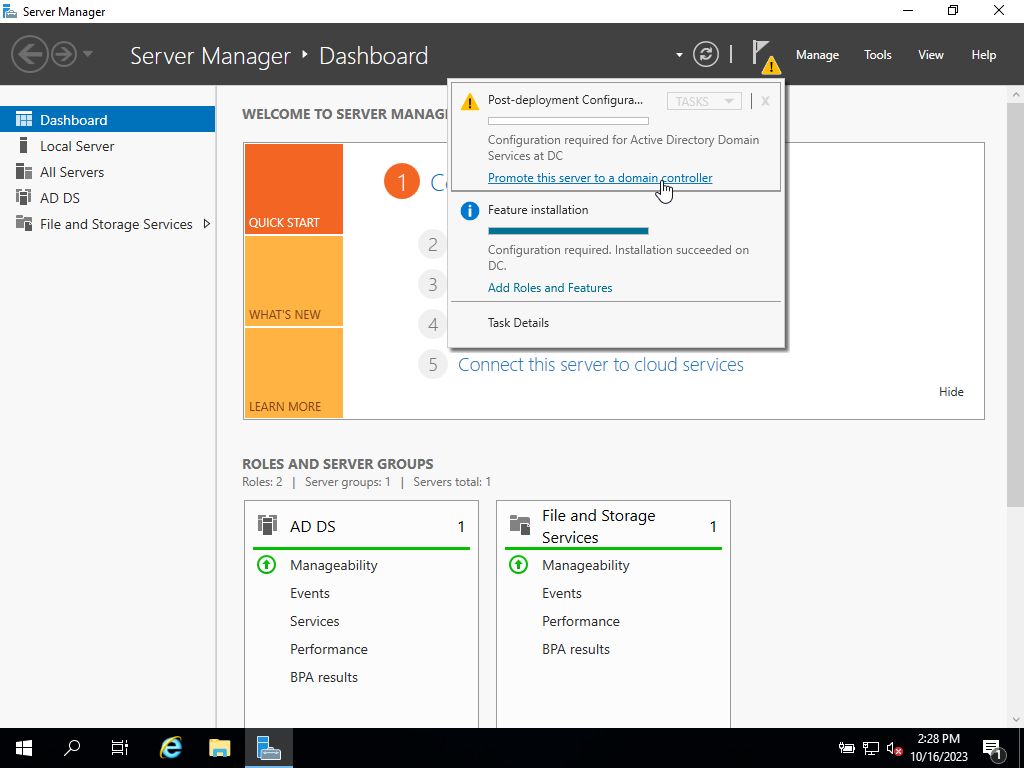 Server Manager
Server Manager ‣ Dashboard
Manage
Tools
View
Help
Dashboard
Local Server
All Servers
AD DS
File and Storage Services
WELCOME TO SERVER MANAG
QUICK START
WHAT'S NEW
LEARN MORE
1
2
3
4
5 Connect this server to cloud services
Hide
Post-deployment Configura...
TASKS
X
Configuration required for Active Directory Domain
Services at DC
Promote this server to a domain controller
Feature installation
Configuration required. Installation succeeded on
DC.
Add Roles and Features
Task Details
ROLES AND SERVER GROUPS
Roles: 2 | Server groups: 1 | Servers total: 1
AD DS 1
Manageability
Events
Services
Performance
BPA results
File and Storage
Services 1
Manageability
Events
Performance
BPA results
2:28 PM
10/16/2023
1